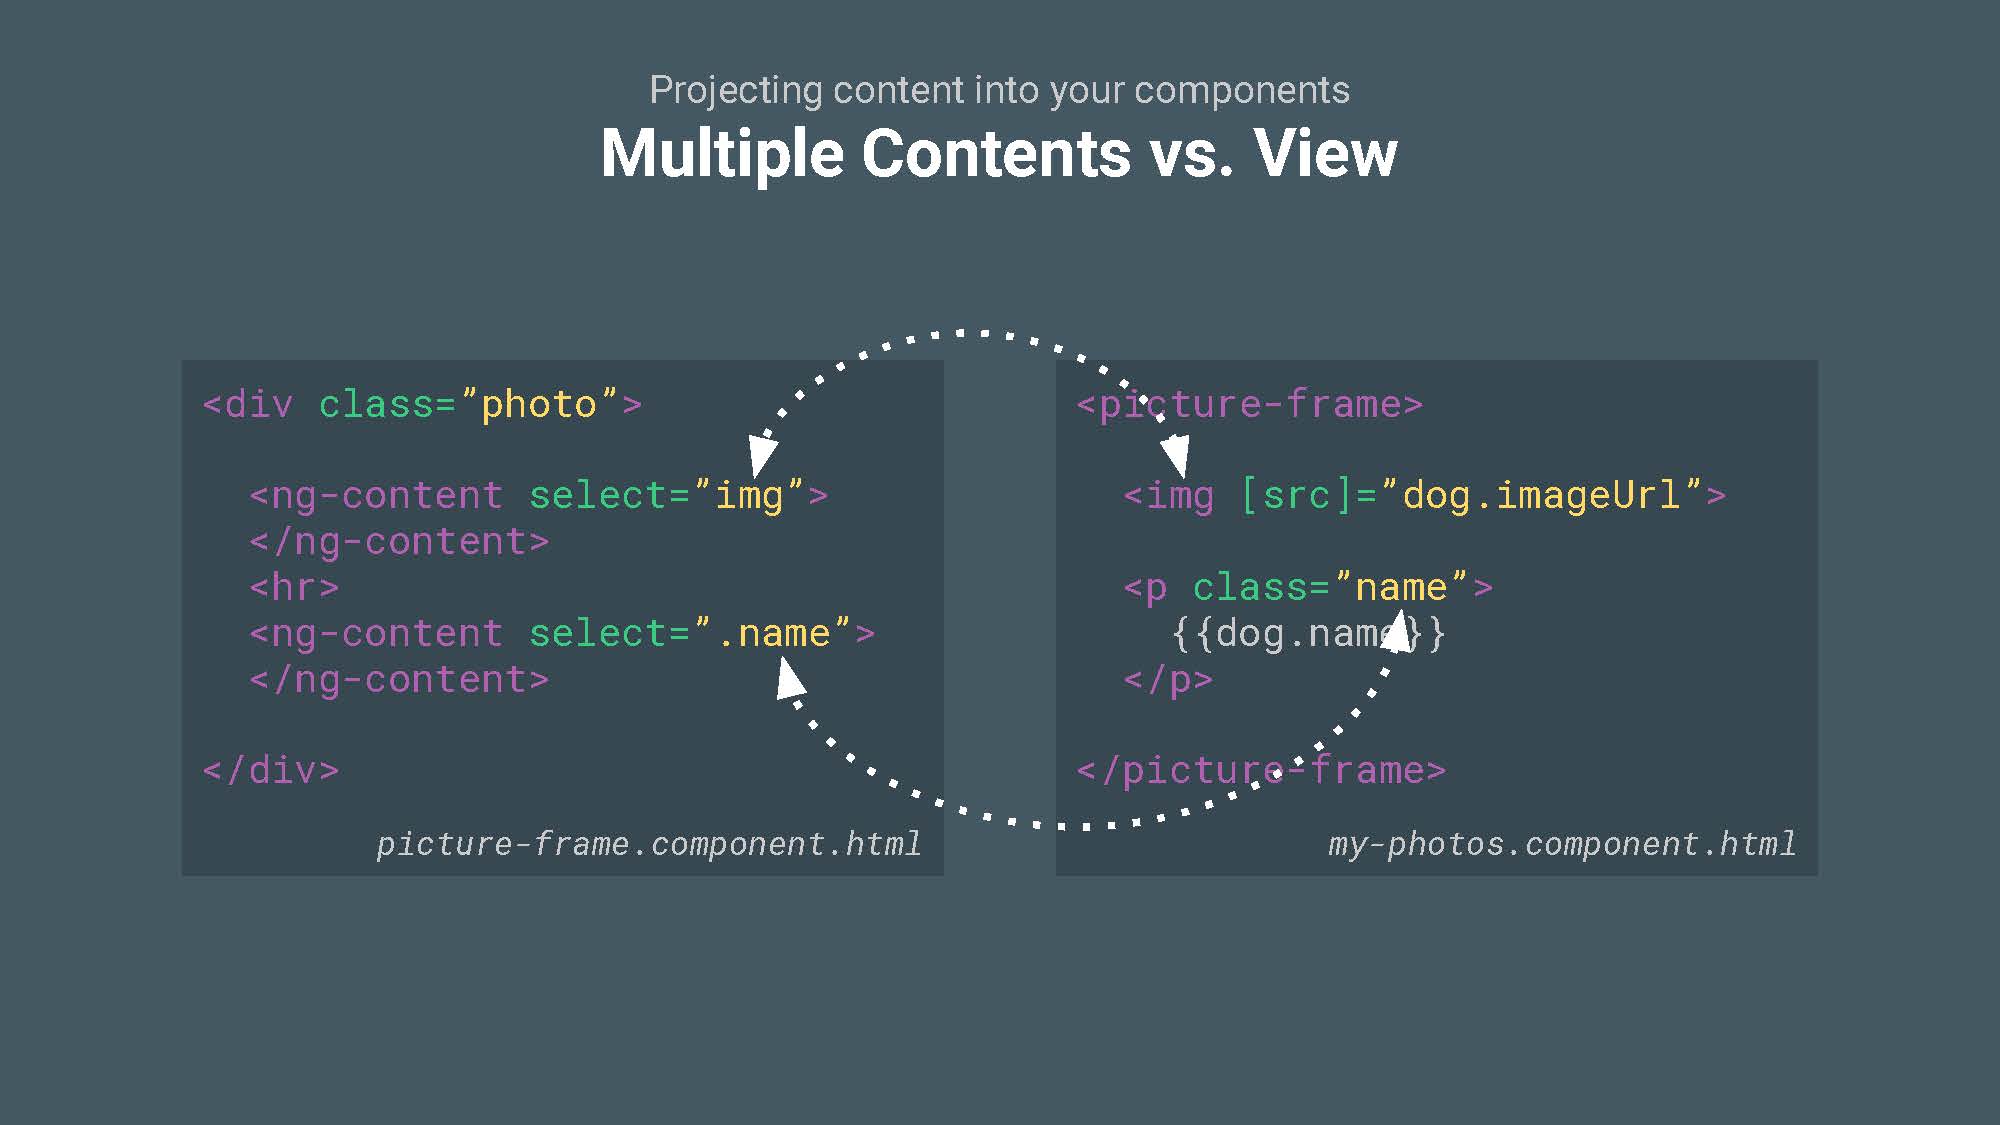 Projecting content into your components
Multiple Contents vs. View
<div class=”photo”>
<ng-content select=”img”>
</ng-content>
<hr>
<ng-content select=”.name”>
</ng-content>
</div>
picture-frame.component.html
<picture-frame>
<img [src]=”dog.imageUrl”>
<p class=”name”>
{{dog.name}}
</p>
</picture-frame>
my-photos.component.html